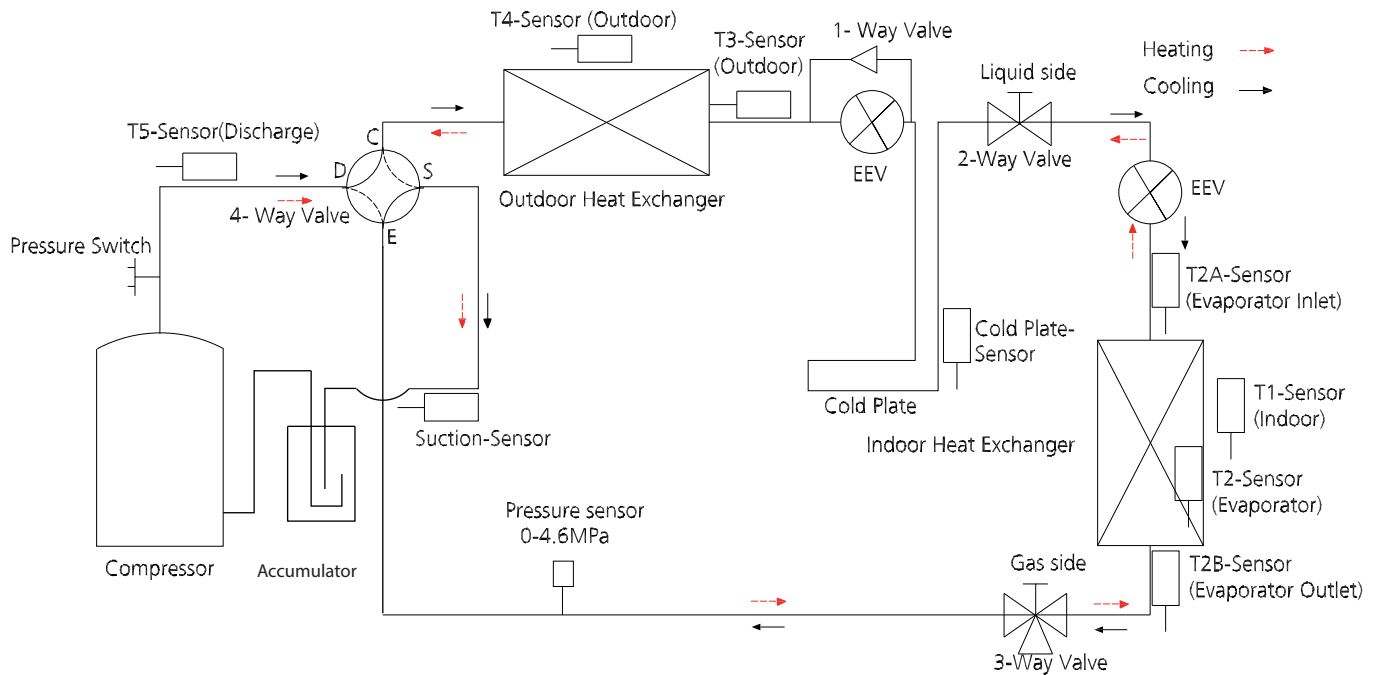 T4-Sensor (Outdoor)
T3-Sensor
(Outdoor)
1- Way Valve
Heating
Liquid side
Cooling
T5-Sensor(Discharge)
C
D
S
E
4- Way Valve
Outdoor Heat Exchanger
EEV
2-Way Valve
EEV
Pressure Switch
T2A-Sensor
(Evaporator Inlet)
Cold Plate-
Sensor
Cold Plate
T1-Sensor
(Indoor)
Suction-Sensor
Indoor Heat Exchanger
T2-Sensor
(Evaporator)
Pressure sensor
0-4.6MPa
Compressor
Accumulator
Gas side
T2B-Sensor
(Evaporator Outlet)
3-Way Valve